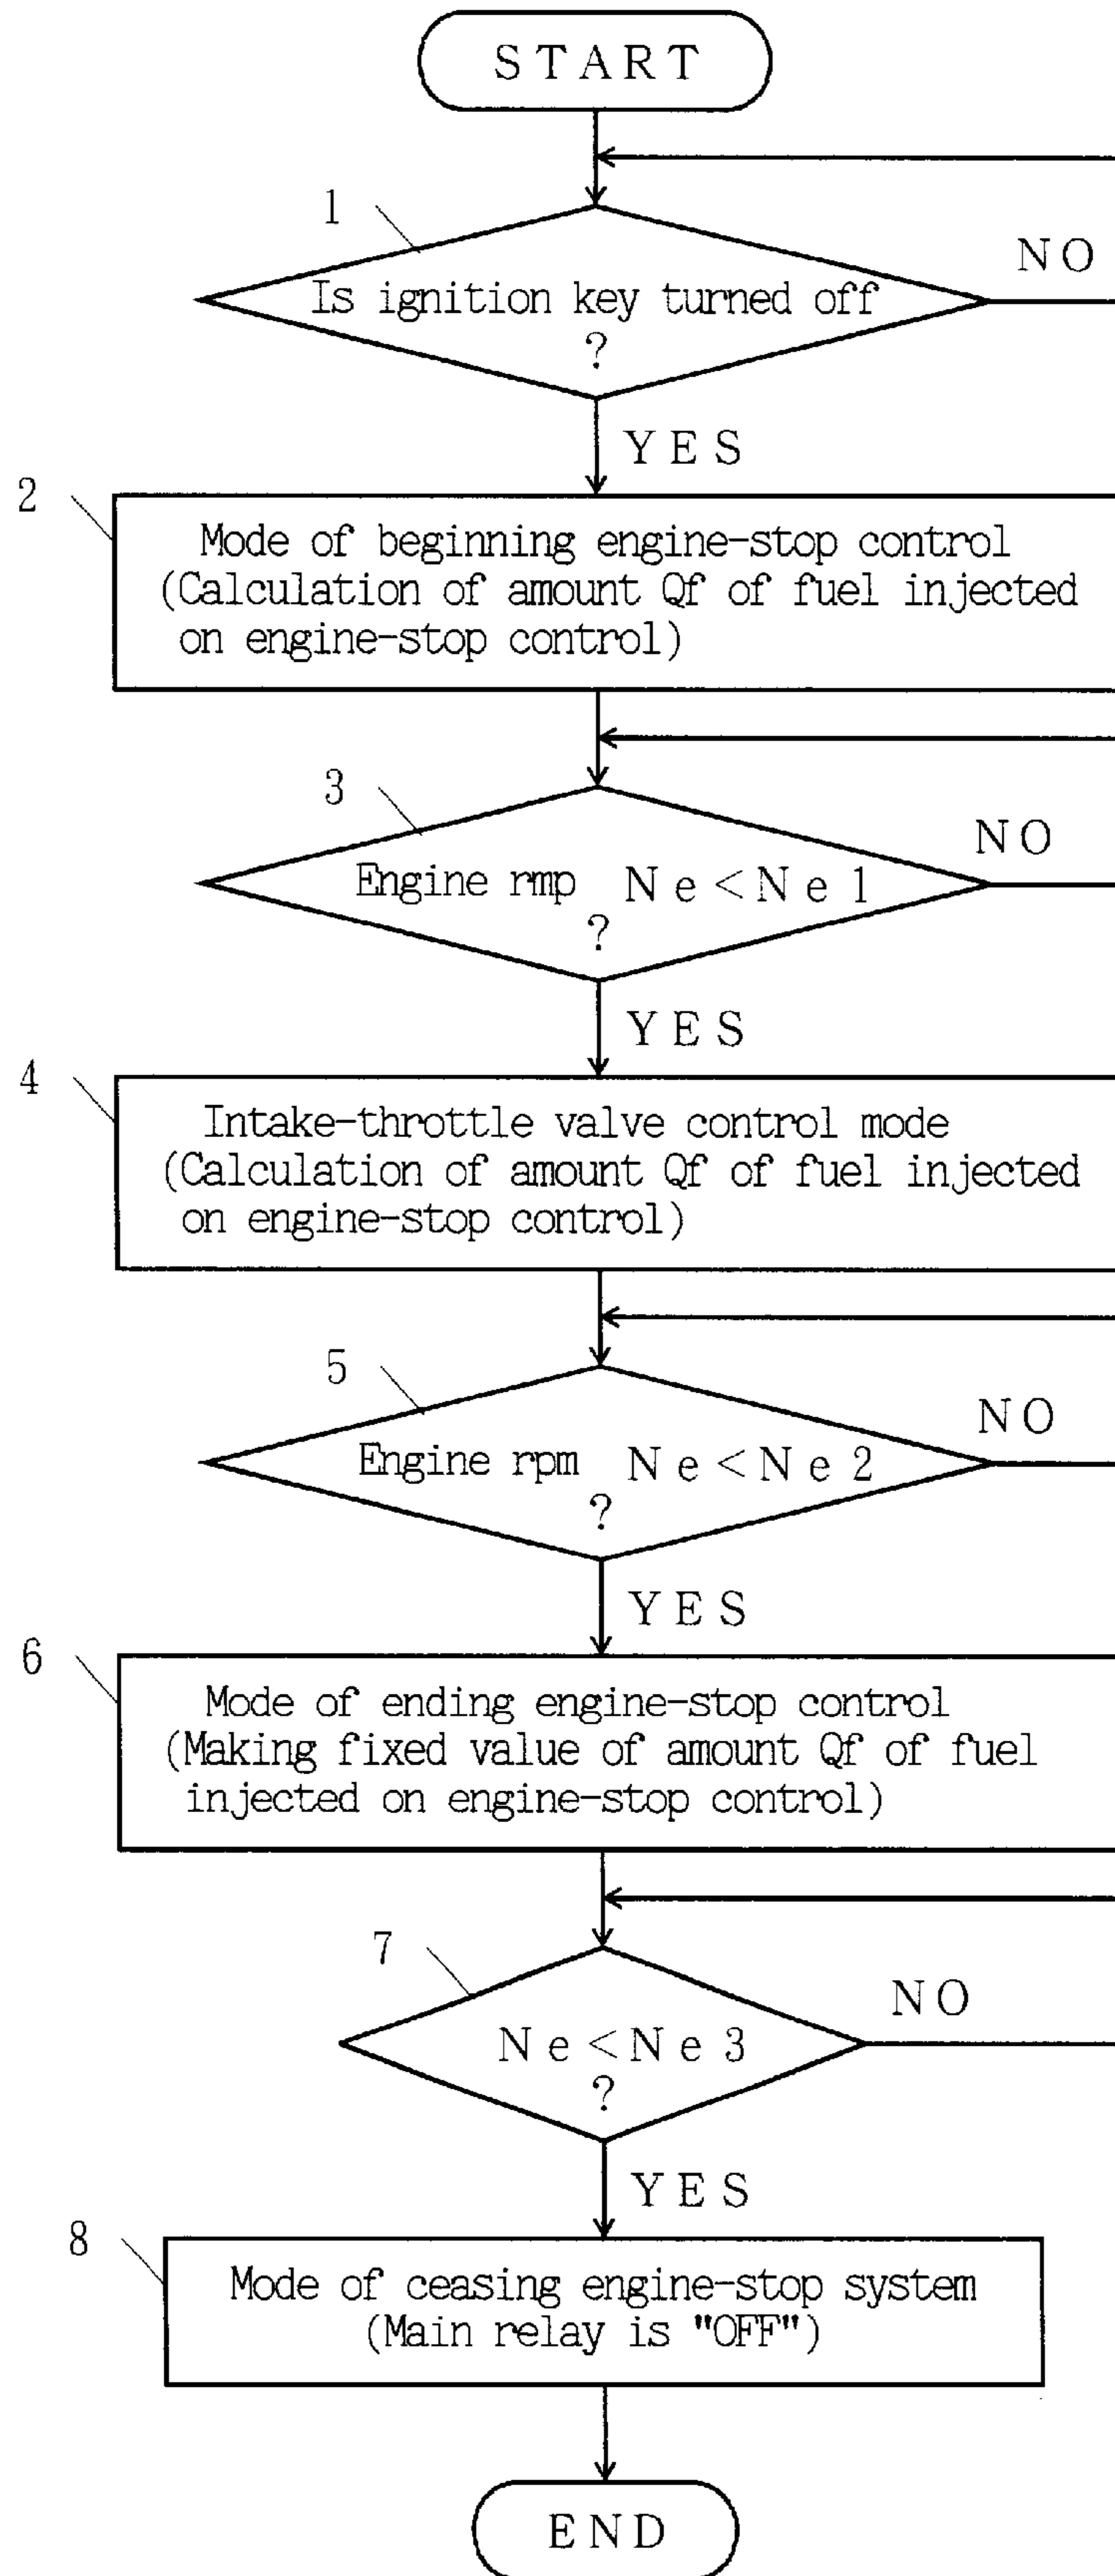 START
1
NO
Is ignition key turned off
?
YES
2
Mode of beginning engine-stop control
(Calculation of amount Qf of fuel injected
on engine-stop control)
3
NO
Engine rmp Ne<Ne1
?
YES
4
Intake-throttle valve control mode
(Calculation of amount Qf of fuel injected
on engine-stop control)
5
NO
Engine rpm Ne<Ne2
?
YES
6
Mode of ending engine-stop control
(Making fixed value of amount Qf of fuel
injected on engine-stop control)
7
NO
Ne<Ne3
?
YES
8
Mode of ceasing engine-stop system
(Main relay is "OFF")
END